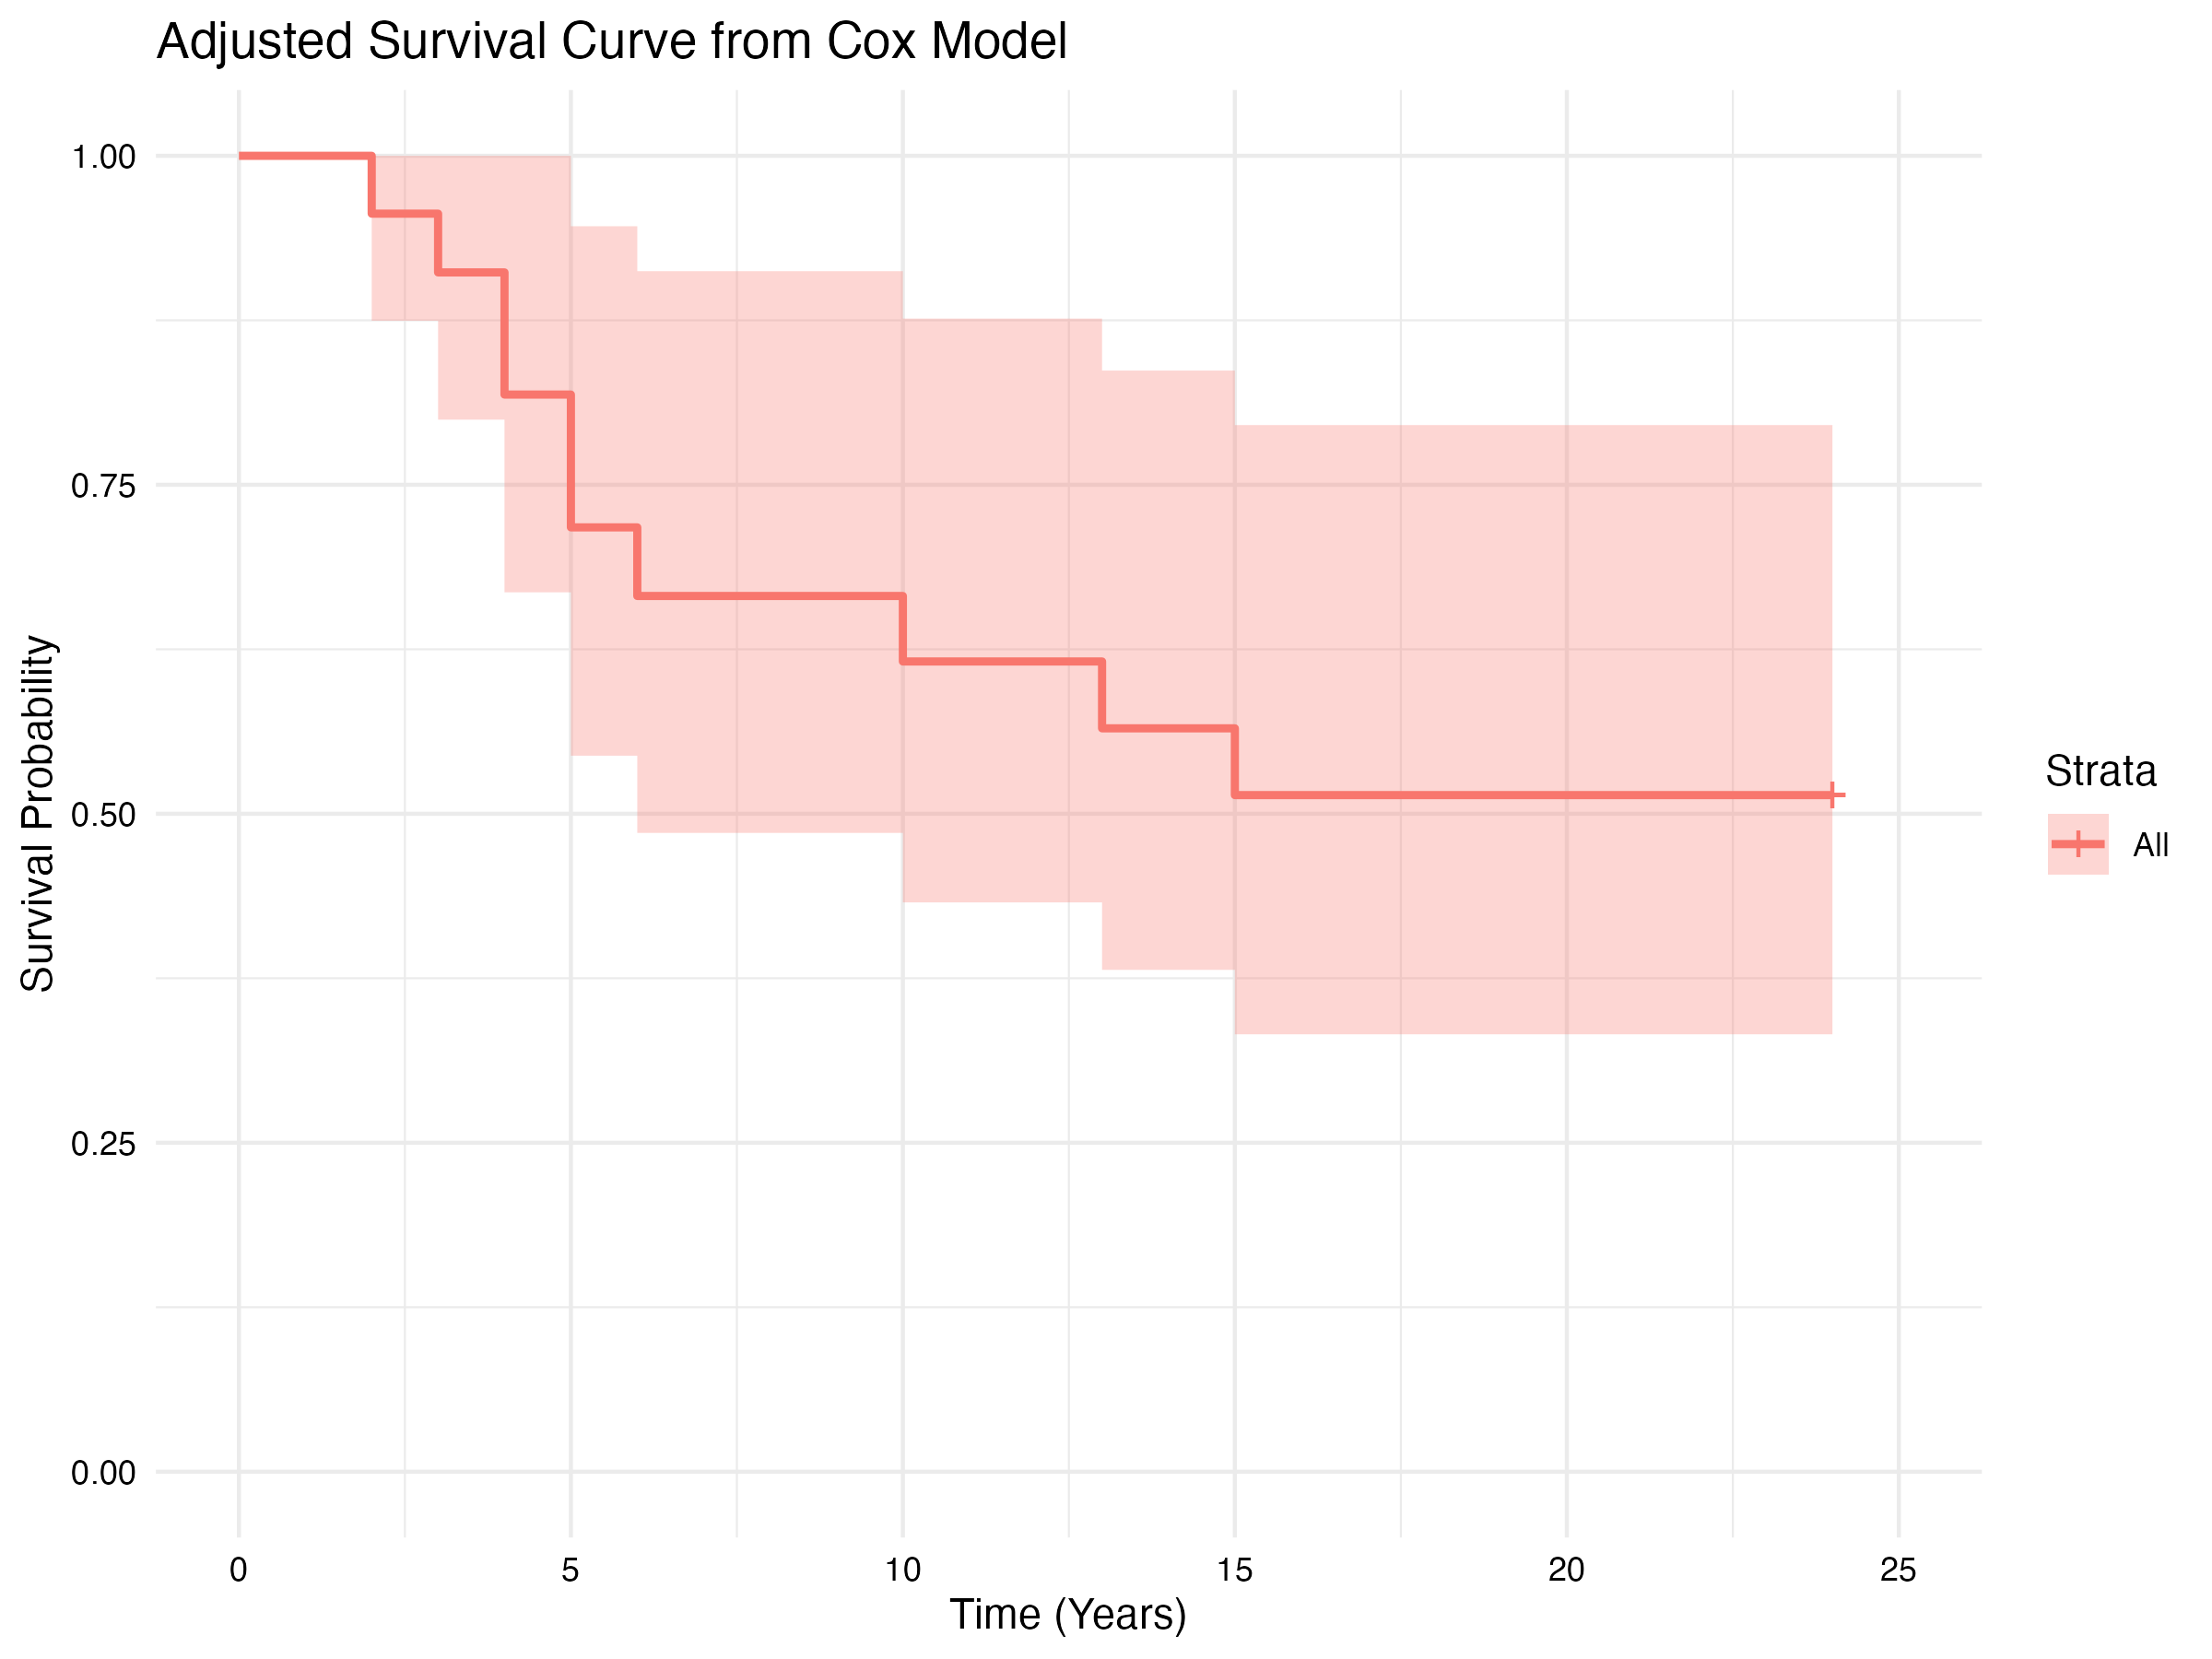 Adjusted Survival Curve from Cox Model
1.00
0.75
0.50
0.25
0.00
Survival Probability
0 5 10 15 20 25
Time (Years)
Strata
All